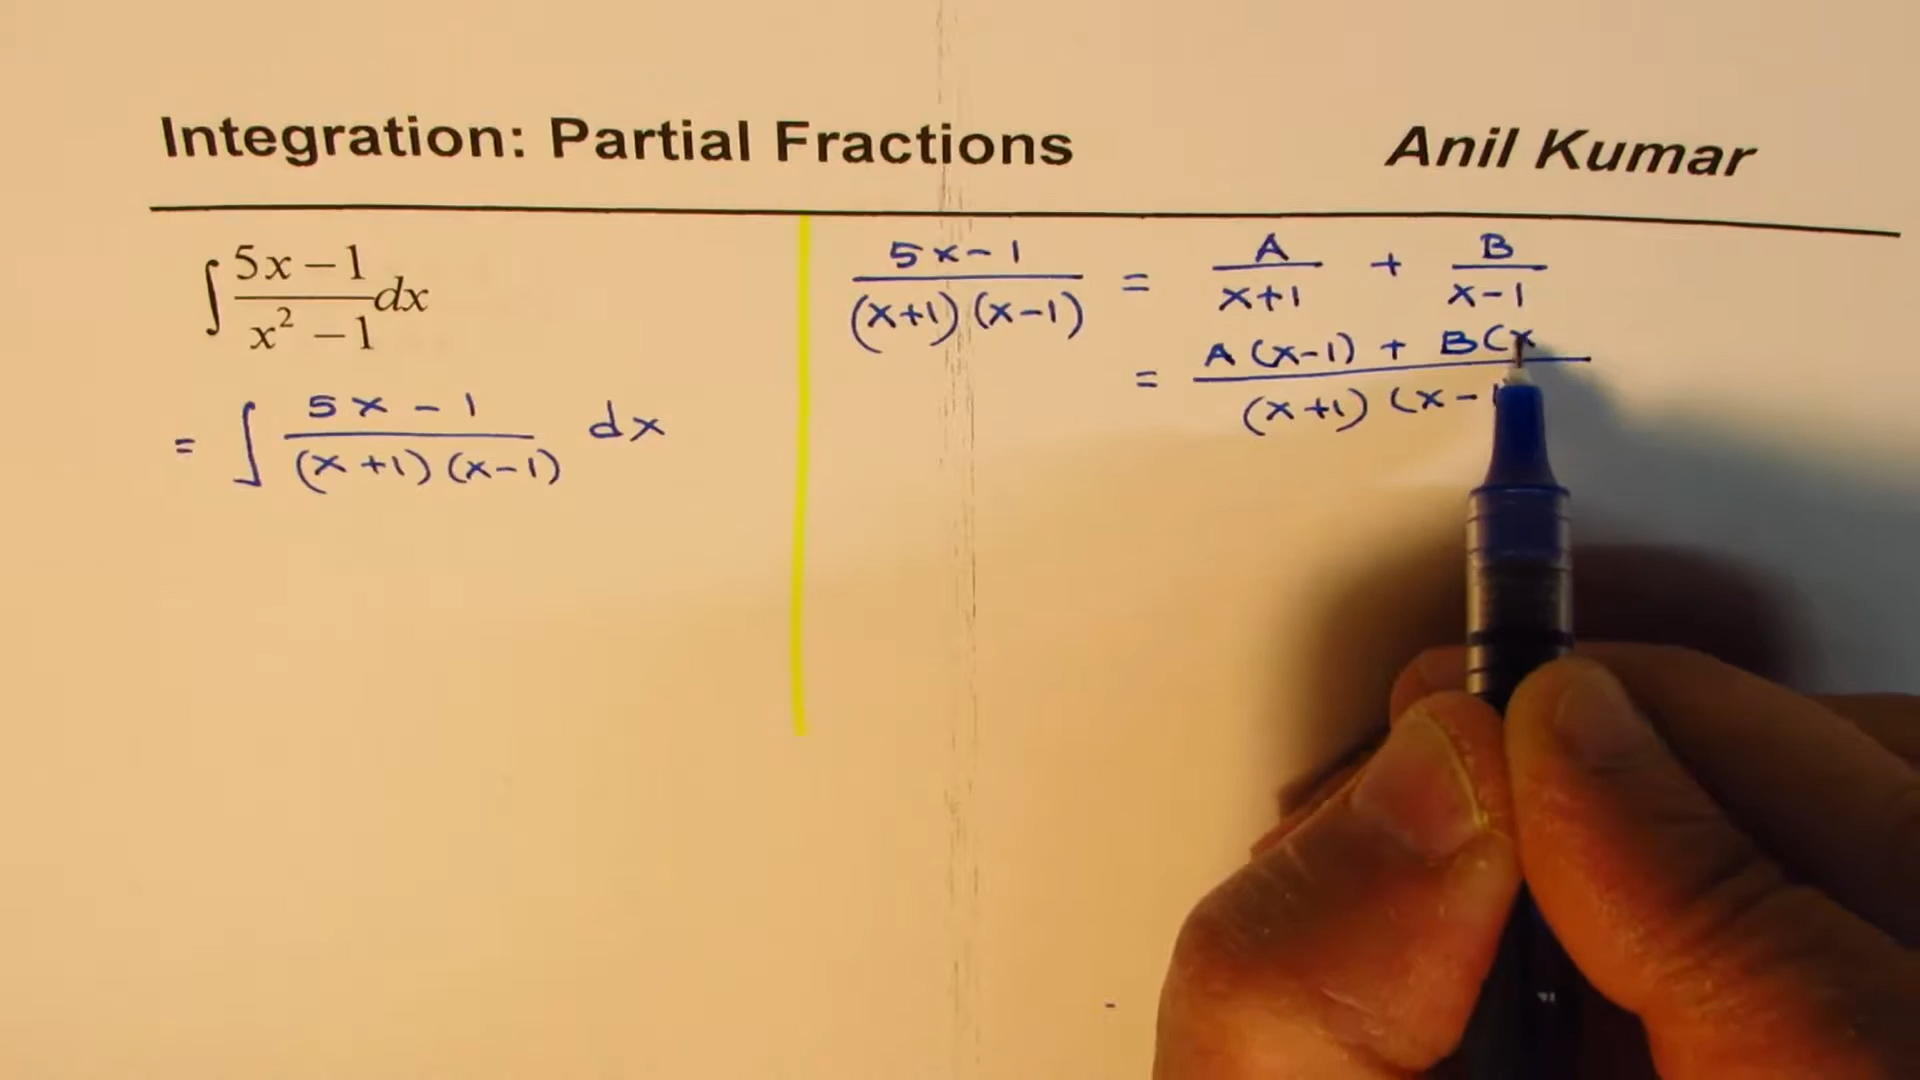 Integration: Partial Fractions Anil Kumar
∫ (5x − 1)/(x² − 1) dx
= ∫ (5x − 1)/((x+1)(x−1)) dx
(5x − 1)/((x+1)(x−1)) = A/(x+1) + B/(x−1)
= (A(x−1) + B(x)/((x+1)(x−1